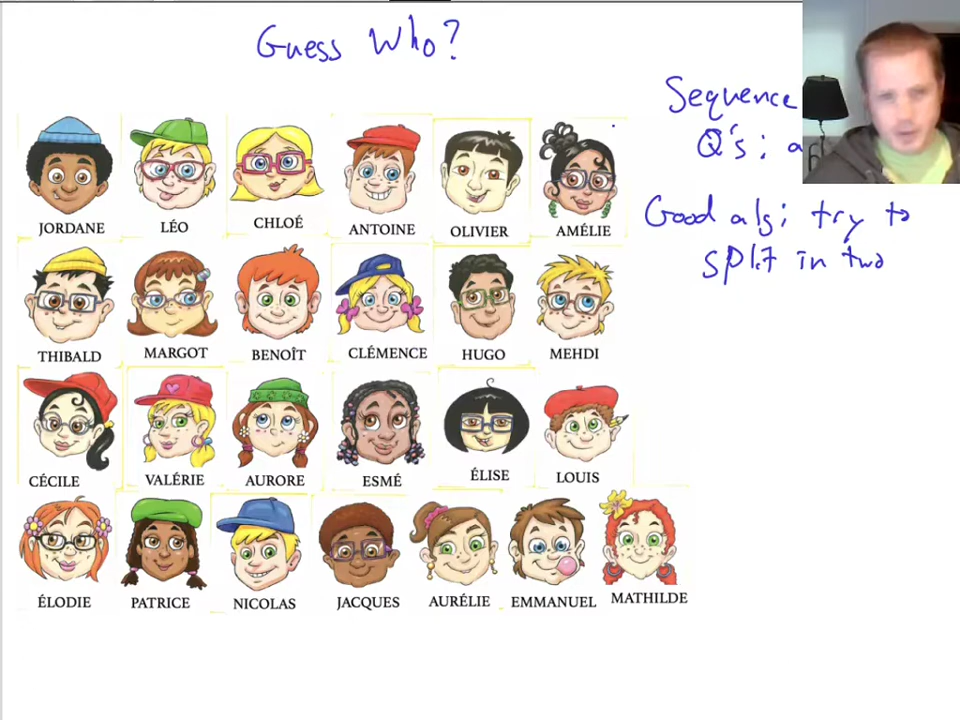 Guess Who?
Sequence
Q's; a
Good alg; try to
split in two
JORDANE LÉO CHLOÉ ANTOINE OLIVIER AMÉLIE
THIBALD MARGOT BENOÎT CLÉMENCE HUGO MEHDI
CÉCILE VALÉRIE AURORE ESMÉ ÉLISE LOUIS
ÉLODIE PATRICE NICOLAS JACQUES AURÉLIE EMMANUEL MATHILDE